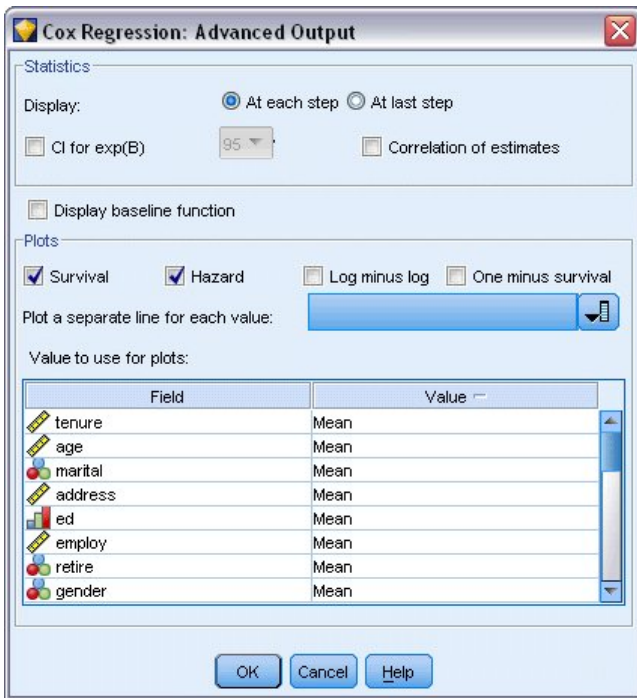 Cox Regression: Advanced Output
Statistics
Display: At each step At last step
CI for exp(B) 95 Correlation of estimates
Display baseline function
Plots
Survival Hazard Log minus log One minus survival
Plot a separate line for each value:
Value to use for plots:
Field Value
tenure Mean
age Mean
marital Mean
address Mean
ed Mean
employ Mean
retire Mean
gender Mean
OK Cancel Help